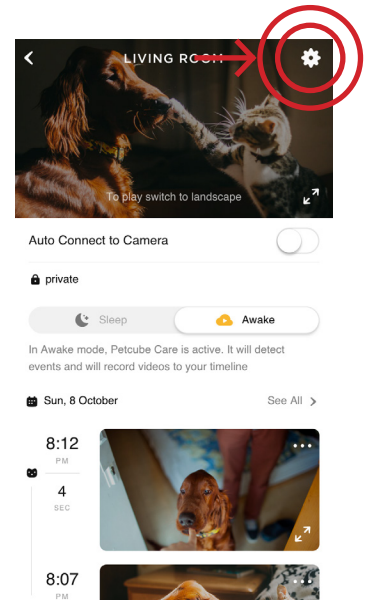 LIVING ROOM
To play switch to landscape
Auto Connect to Camera
private
Sleep
Awake
In Awake mode, Petcube Care is active. It will detect
events and will record videos to your timeline
Sun, 8 October
See All
8:12
PM
4
SEC
8:07
PM